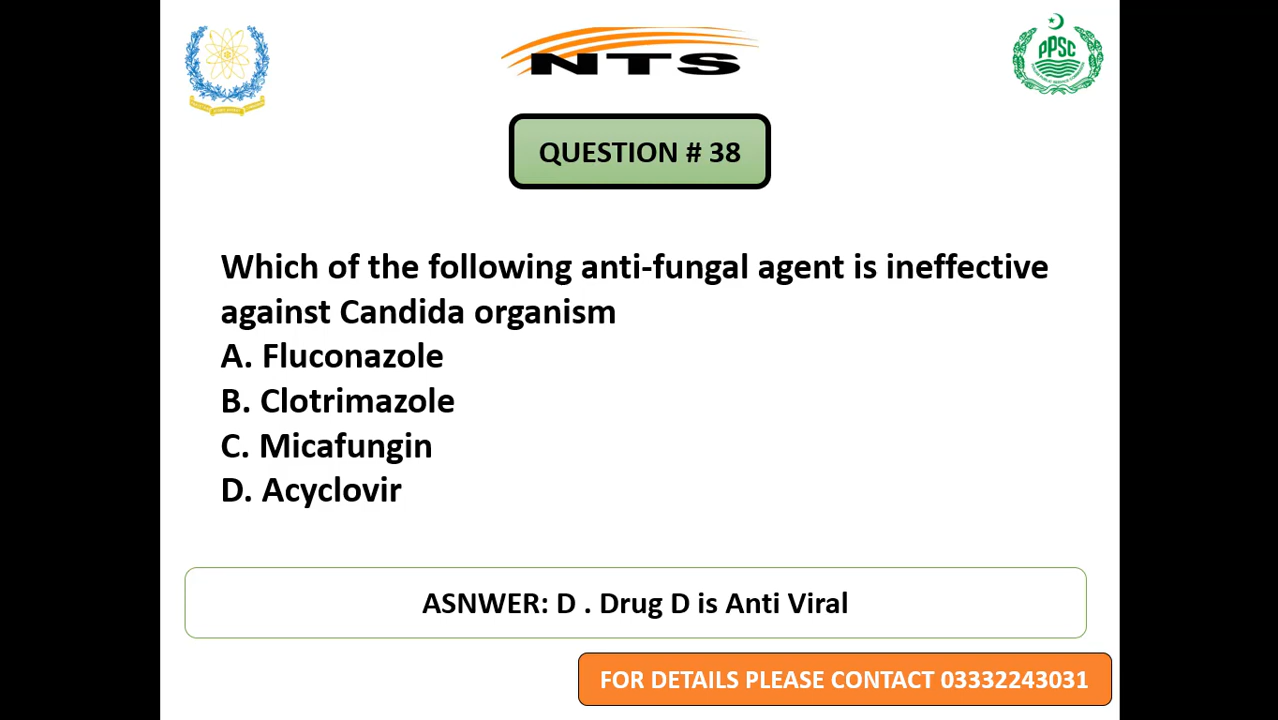 NTS
PPSC
QUESTION # 38
Which of the following anti-fungal agent is ineffective
against Candida organism
A. Fluconazole
B. Clotrimazole
C. Micafungin
D. Acyclovir
ASNWER: D . Drug D is Anti Viral
FOR DETAILS PLEASE CONTACT 03332243031